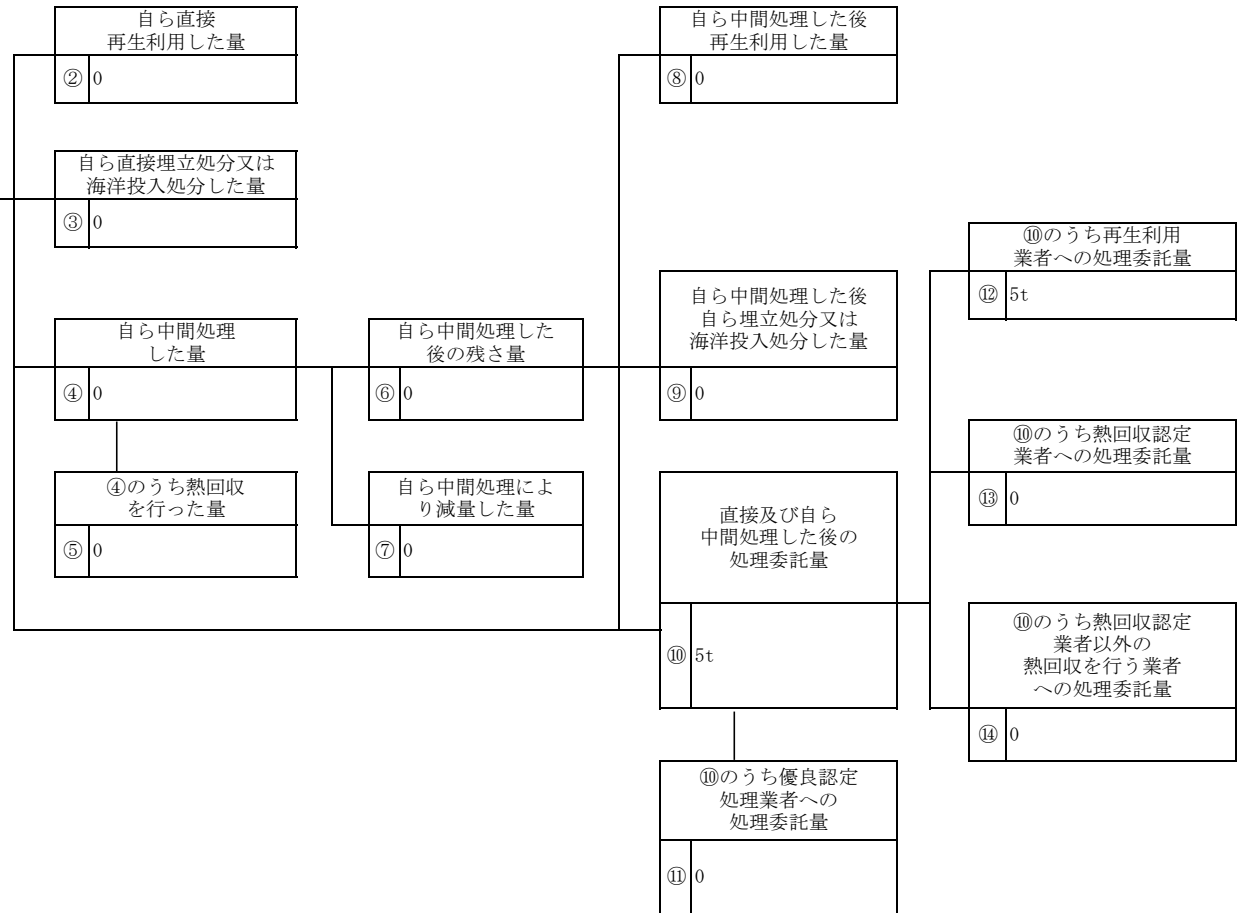 自ら直接
再生利用した量
② 0
自ら直接埋立処分又は
海洋投入処分した量
③ 0
自ら中間処理
した量
④ 0
④のうち熱回収
を行った量
⑤ 0
自ら中間処理した
後の残さ量
⑥ 0
自ら中間処理によ
り減量した量
⑦ 0
自ら中間処理した後
再生利用した量
⑧ 0
自ら中間処理した後
自ら埋立処分又は
海洋投入処分した量
⑨ 0
直接及び自ら
中間処理した後の
処理委託量
⑩ 5t
⑩のうち優良認定
処理業者への
処理委託量
⑪ 0
⑩のうち再生利用
業者への処理委託量
⑫ 5t
⑩のうち熱回収認定
業者への処理委託量
⑬ 0
⑩のうち熱回収認定
業者以外の
熱回収を行う業者
への処理委託量
⑭ 0